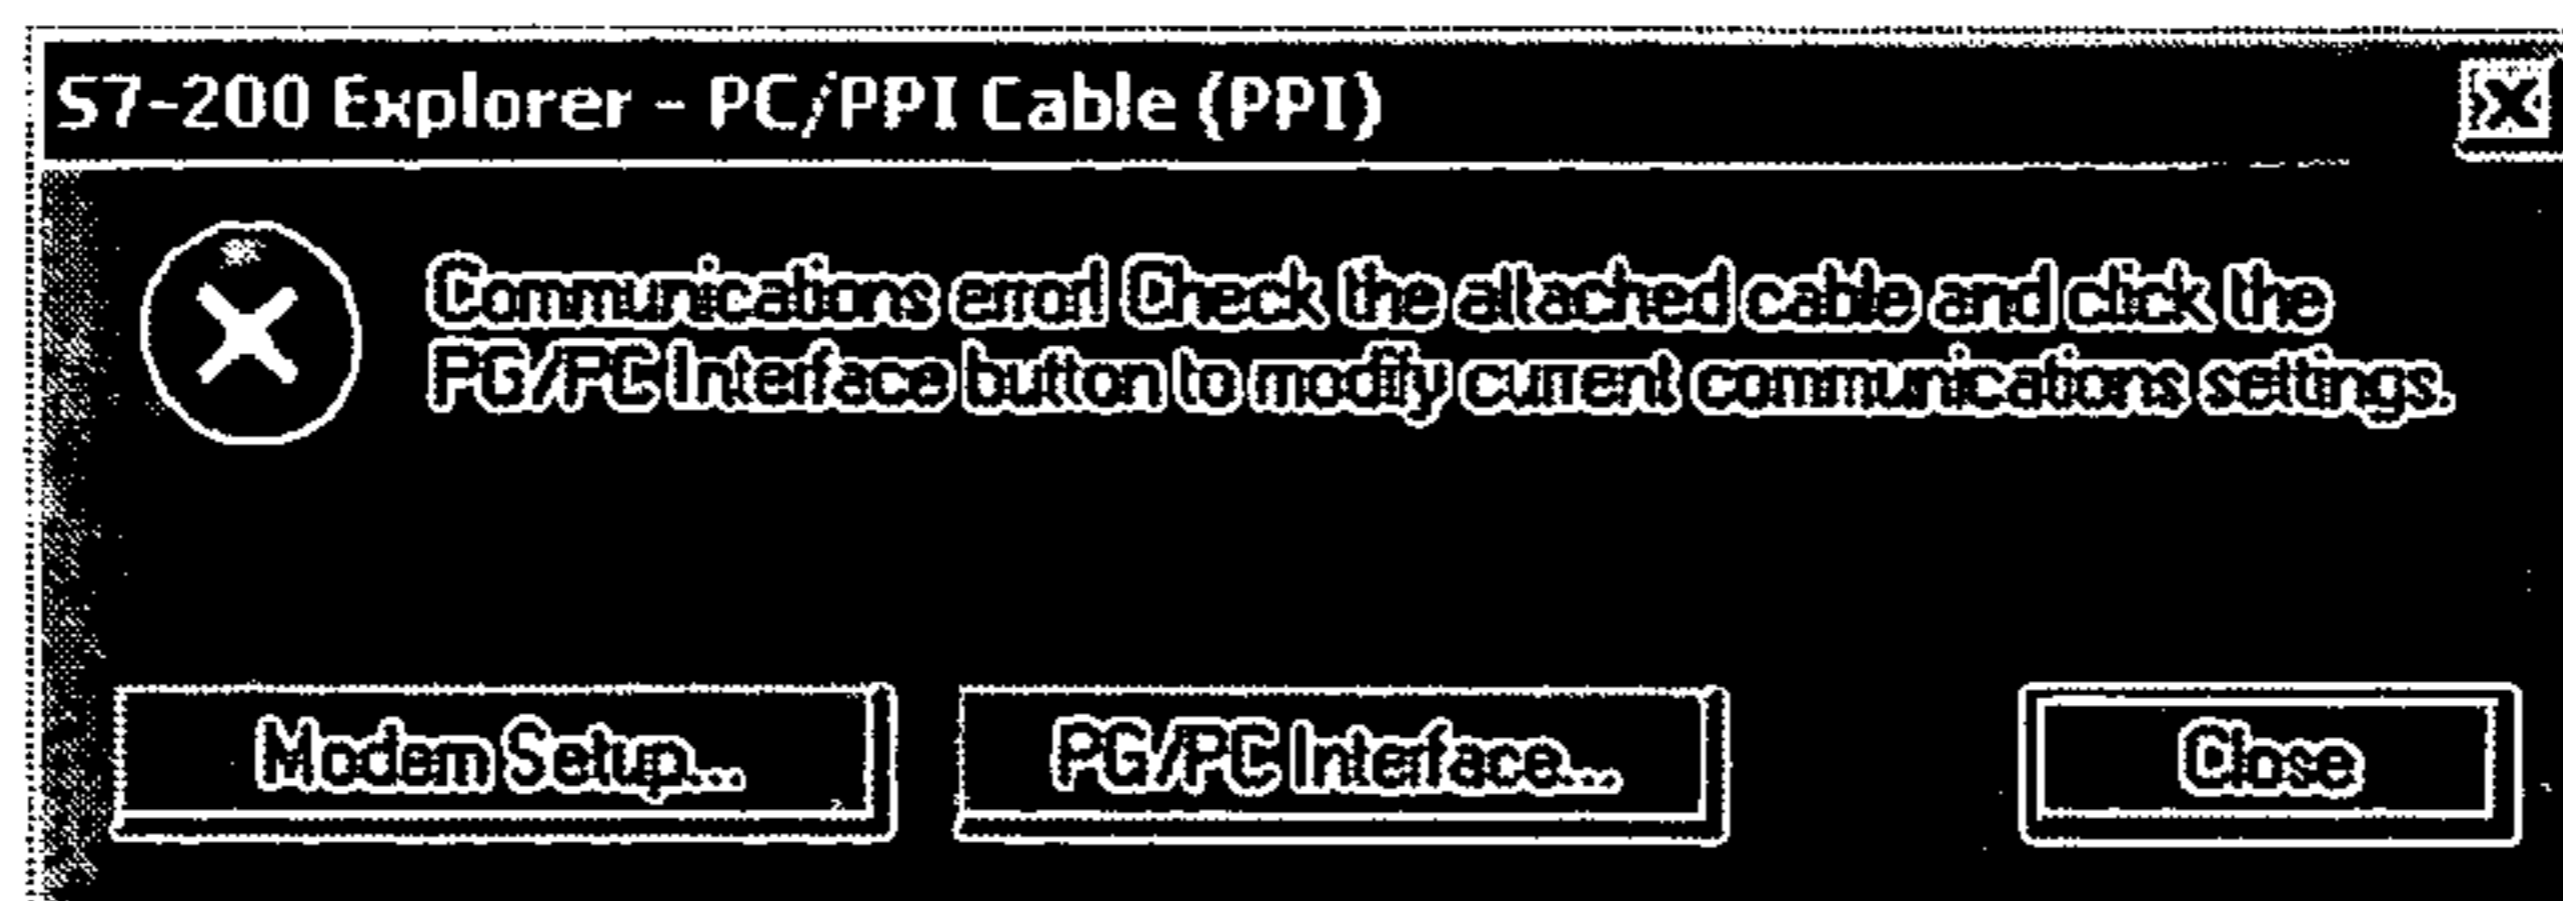 S7-200 Explorer - PC/PPI Cable (PPI)
Communications error! Check the attached cable and click the
PG/PC Interface button to modify current communications settings.
Modem Setup...
PG/PC Interface...
Close